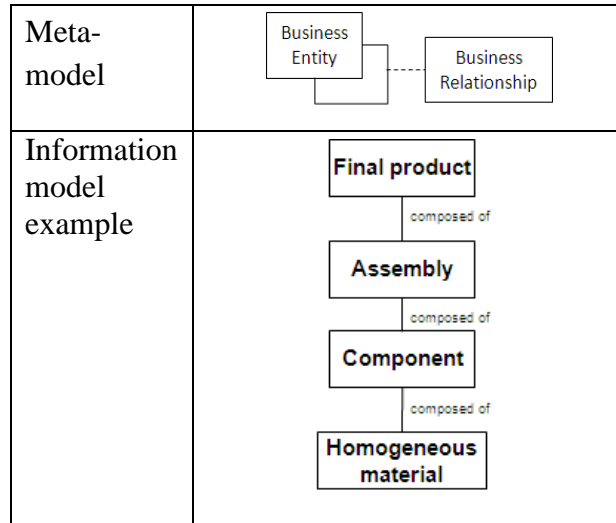 Meta-
model
Business
Entity
Business
Relationship
Information
model
example
Final product
composed of
Assembly
composed of
Component
composed of
Homogeneous
material